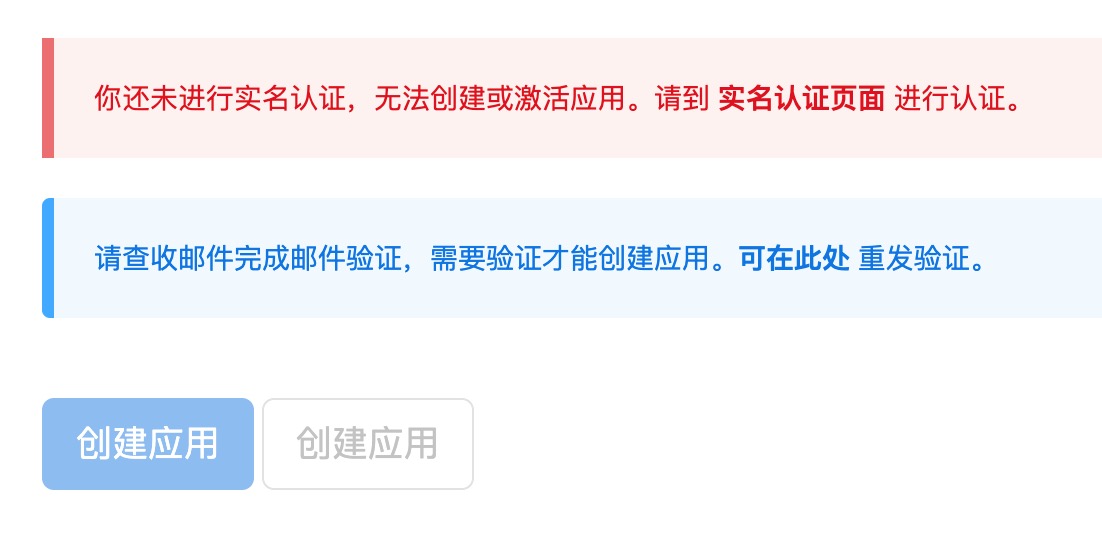 你还未进行实名认证，无法创建或激活应用。请到 实名认证页面 进行认证。
请查收邮件完成邮件验证，需要验证才能创建应用。可在此处 重发验证。
创建应用 创建应用